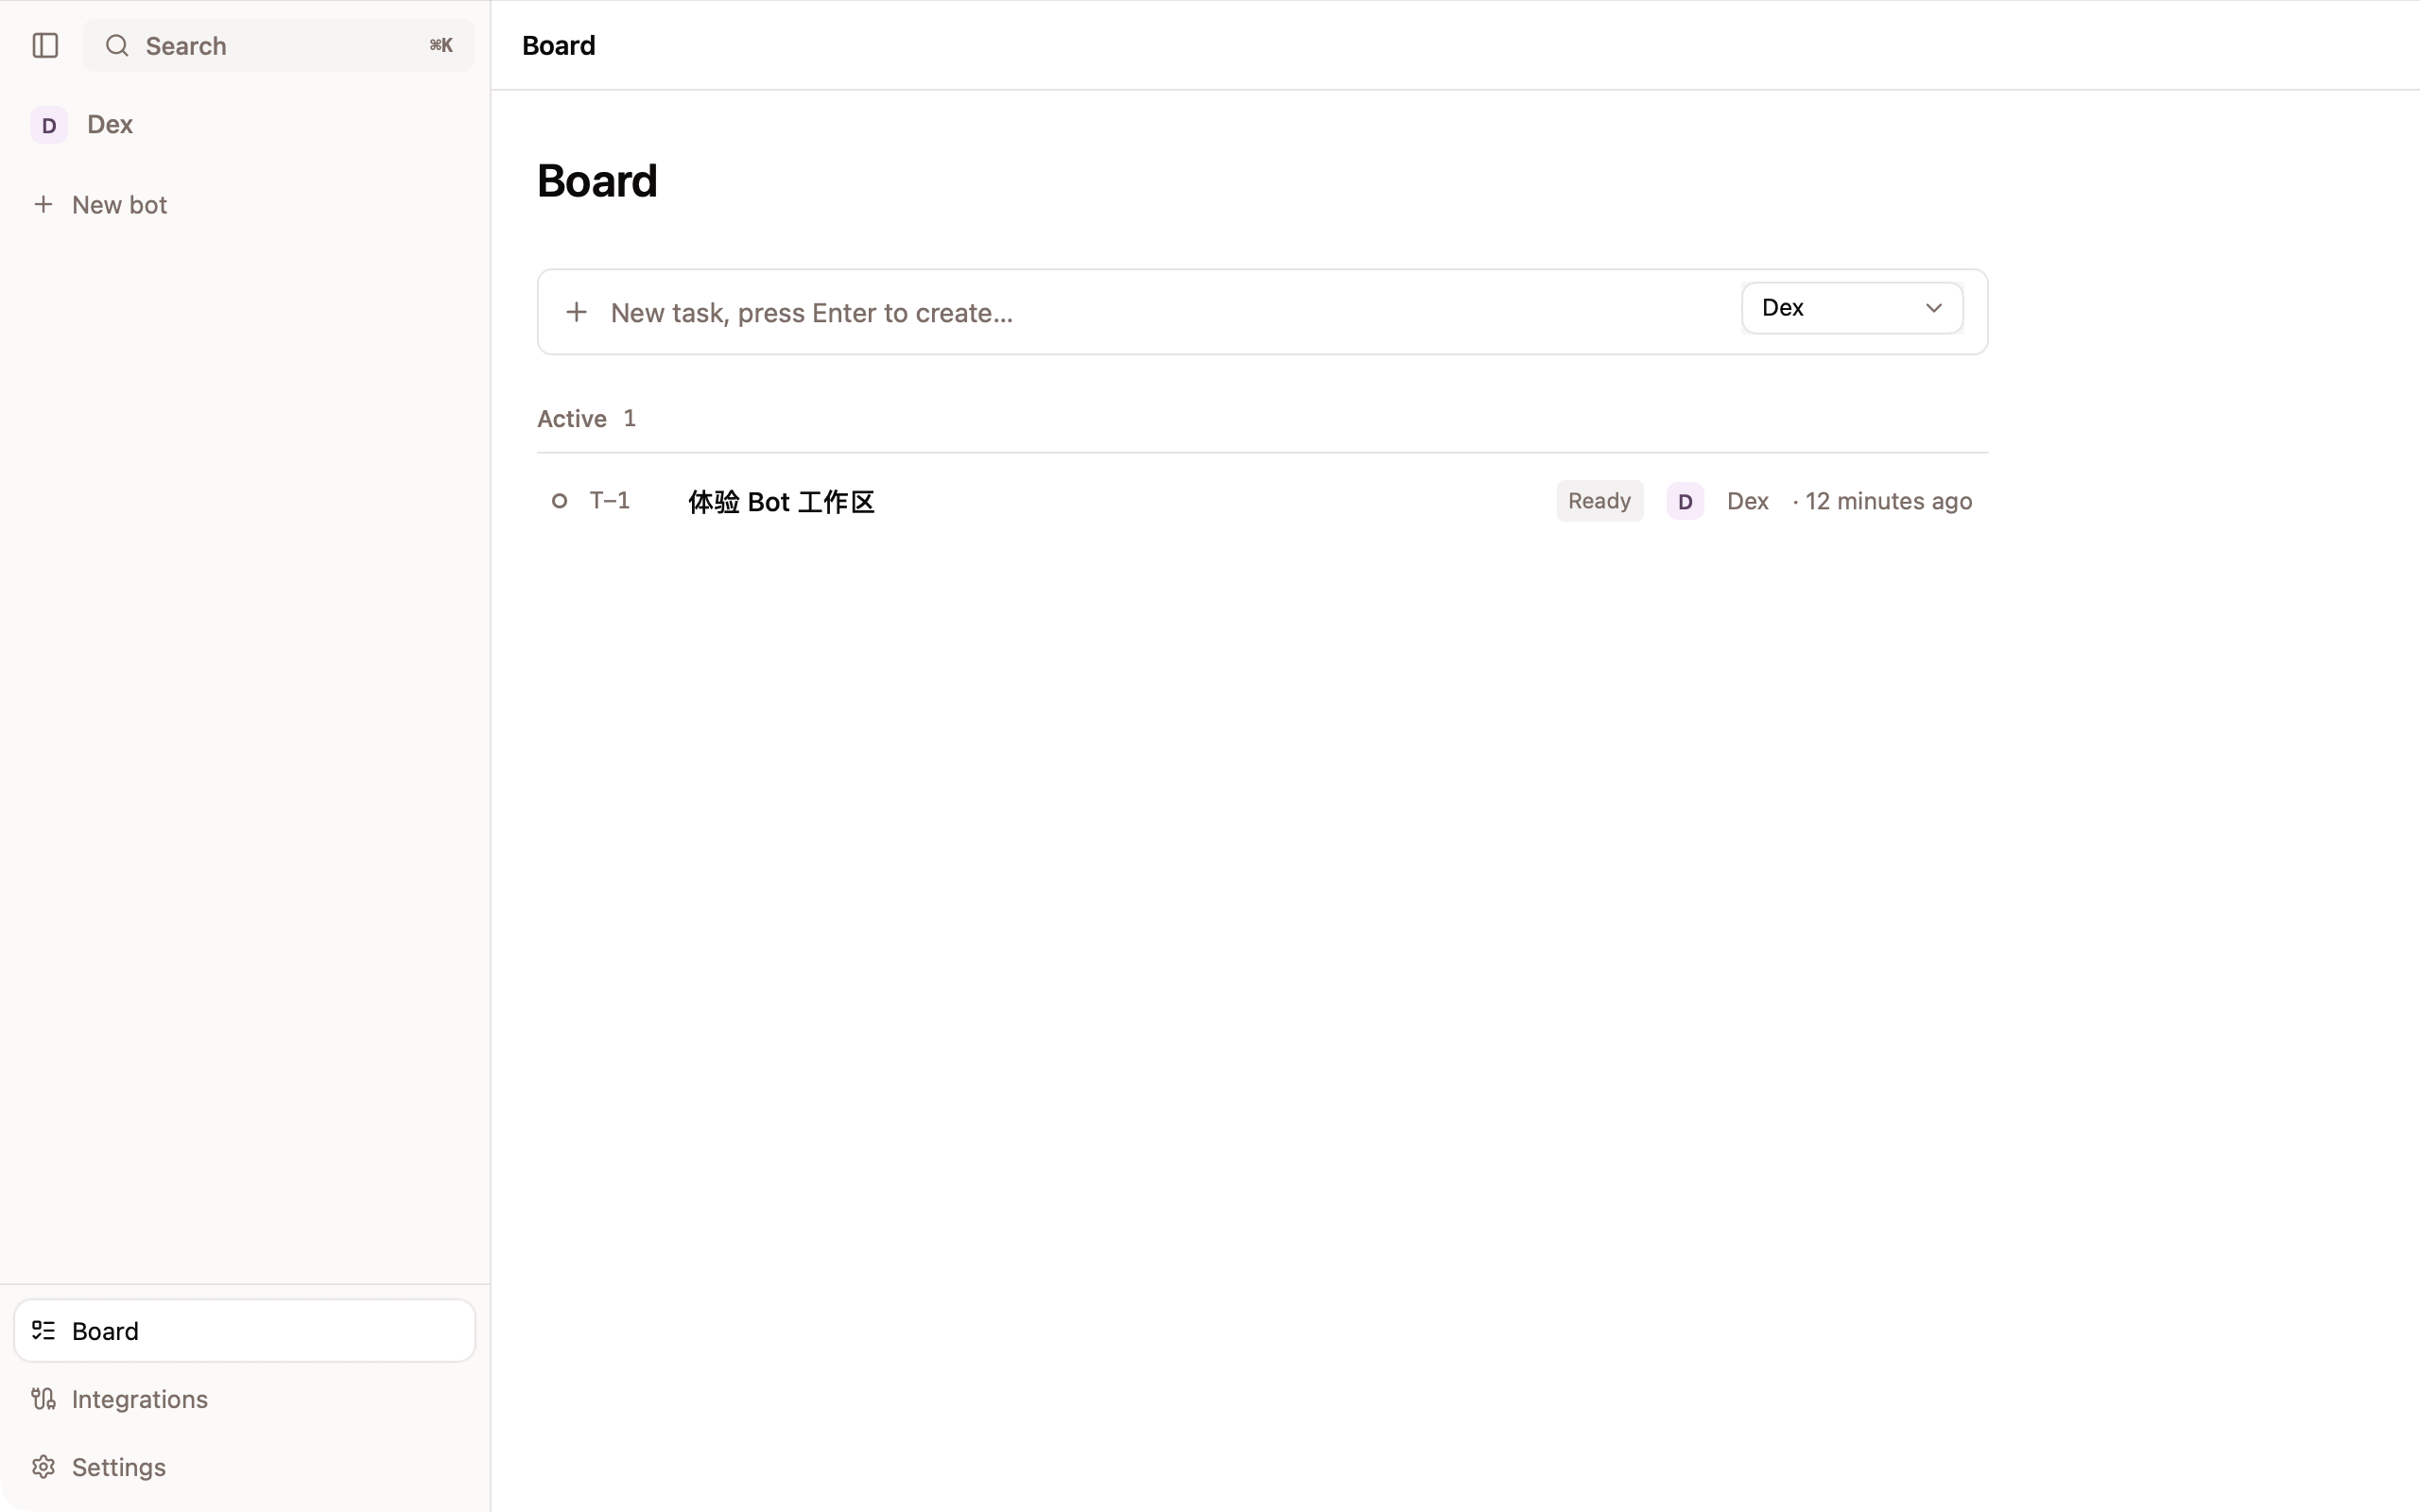 Search ⌘K
D Dex
New bot
Board
Integrations
Settings
Board
Board
New task, press Enter to create...
Dex
Active 1
T-1 体验 Bot 工作区 Ready D Dex · 12 minutes ago